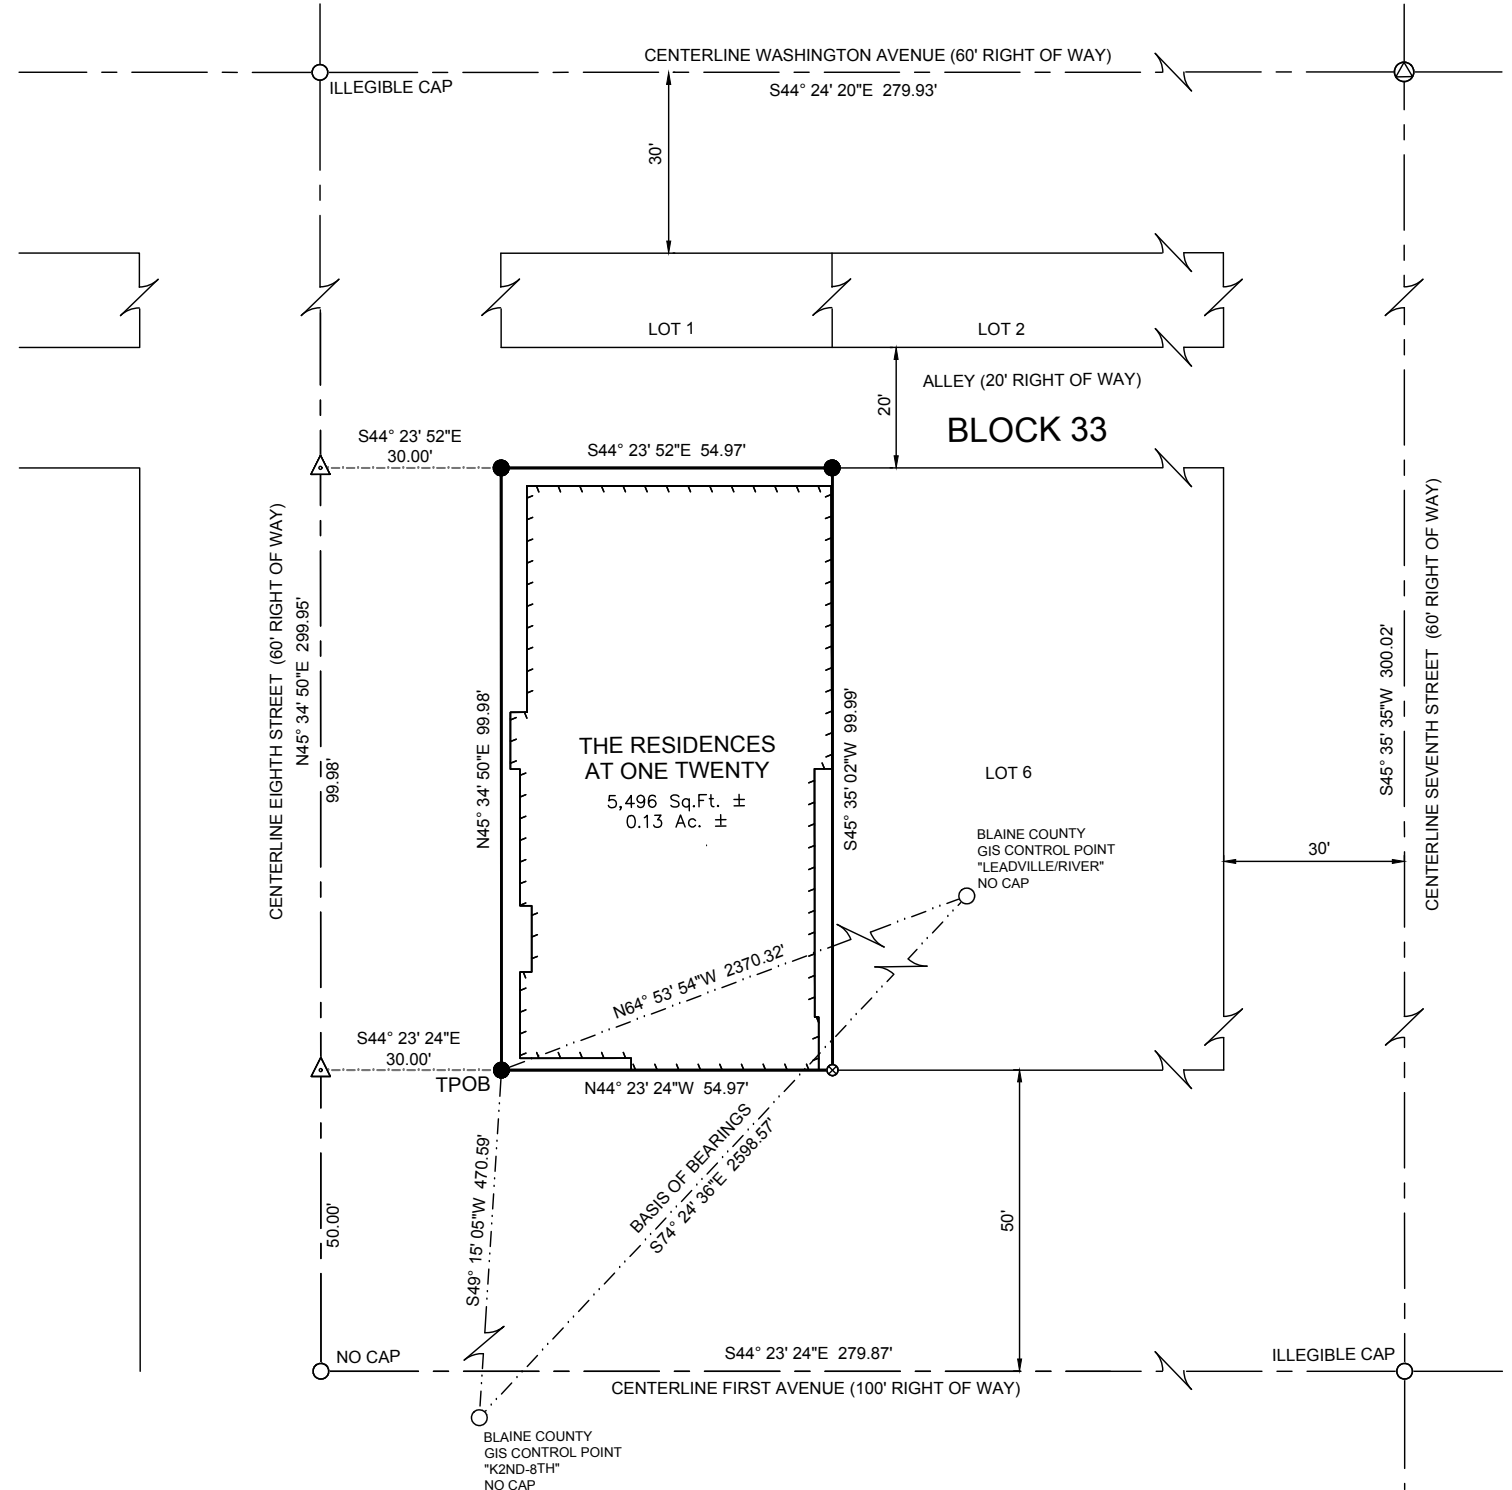 CENTERLINE WASHINGTON AVENUE (60' RIGHT OF WAY)
ILLEGIBLE CAP
S44° 24' 20"E 279.93'
30'
LOT 1
LOT 2
ALLEY (20' RIGHT OF WAY)
20'
BLOCK 33
S44° 23' 52"E
30.00'
S44° 23' 52"E 54.97'
CENTERLINE EIGHTH STREET (60' RIGHT OF WAY)
N45° 34' 50"E 299.95'
99.98'
N45° 34' 50"E 99.98'
THE RESIDENCES
AT ONE TWENTY
5,496 Sq.Ft. ±
0.13 Ac. ±
S45° 35' 02"W 99.99'
LOT 6
S45° 35' 35"W 300.02'
CENTERLINE SEVENTH STREET (60' RIGHT OF WAY)
BLAINE COUNTY
GIS CONTROL POINT
"LEADVILLE/RIVER"
NO CAP
30'
N64° 53' 54"W 2370.32'
S44° 23' 24"E
30.00'
TPOB
N44° 23' 24"W 54.97'
BASIS OF BEARINGS
S74° 24' 36"E 2598.57'
S49° 15' 05"W 470.59'
50.00'
50'
NO CAP
S44° 23' 24"E 279.87'
ILLEGIBLE CAP
CENTERLINE FIRST AVENUE (100' RIGHT OF WAY)
BLAINE COUNTY
GIS CONTROL POINT
"K2ND-8TH"
NO CAP